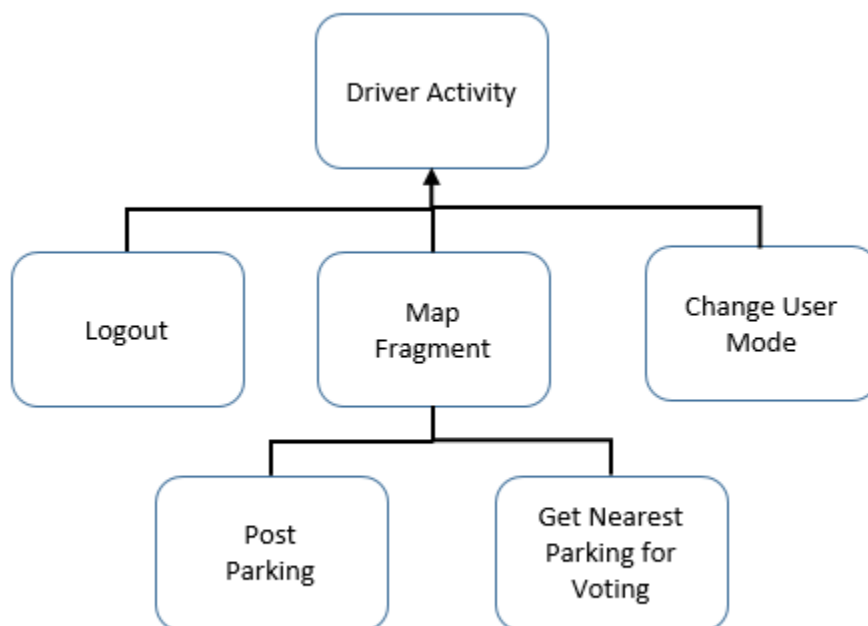 Driver Activity
Logout
Map
Fragment
Change User
Mode
Post
Parking
Get Nearest
Parking for
Voting